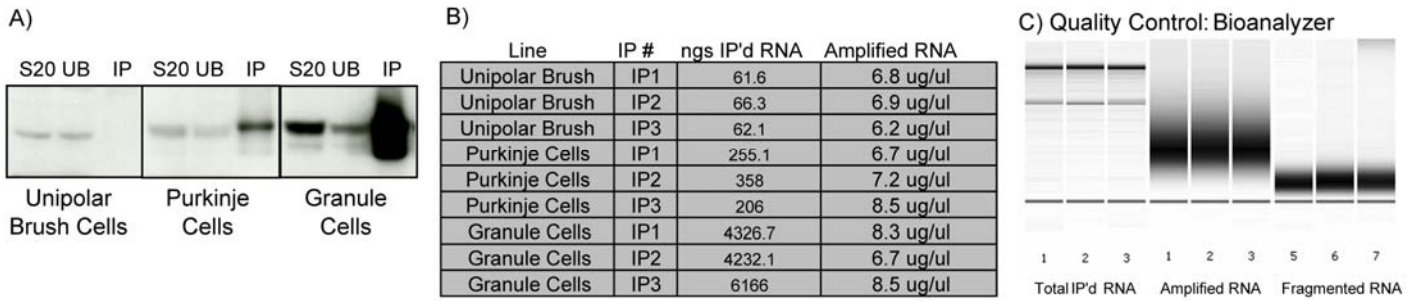 A)
S20 UB IP S20 UB IP S20 UB IP
Unipolar Brush Cells
Purkinje Cells
Granule Cells
B)
Line IP # ngs IP'd RNA Amplified RNA
Unipolar Brush IP1 61.6 6.8 ug/ul
Unipolar Brush IP2 66.3 6.9 ug/ul
Unipolar Brush IP3 62.1 6.2 ug/ul
Purkinje Cells IP1 255.1 6.7 ug/ul
Purkinje Cells IP2 358 7.2 ug/ul
Purkinje Cells IP3 206 8.5 ug/ul
Granule Cells IP1 4326.7 8.3 ug/ul
Granule Cells IP2 4232.1 6.7 ug/ul
Granule Cells IP3 6166 8.5 ug/ul
C) Quality Control: Bioanalyzer
1 2 3 1 2 3 5 6 7
Total IP'd RNA Amplified RNA Fragmented RNA